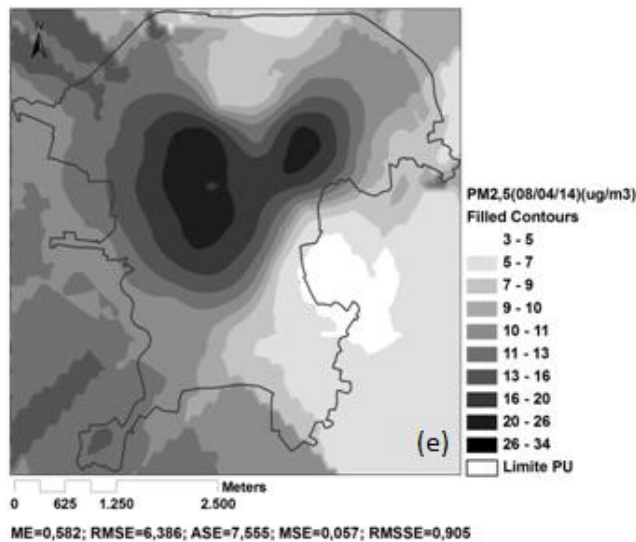 N
PM2,5(08/04/14)(ug/m3)
Filled Contours
3 - 5
5 - 7
7 - 9
9 - 10
10 - 11
11 - 13
13 - 16
16 - 20
20 - 26
26 - 34
Limite PU
(e)
Meters
0 625 1.250 2.500
ME=0,582; RMSE=6,386; ASE=7,555; MSE=0,057; RMSSE=0,905